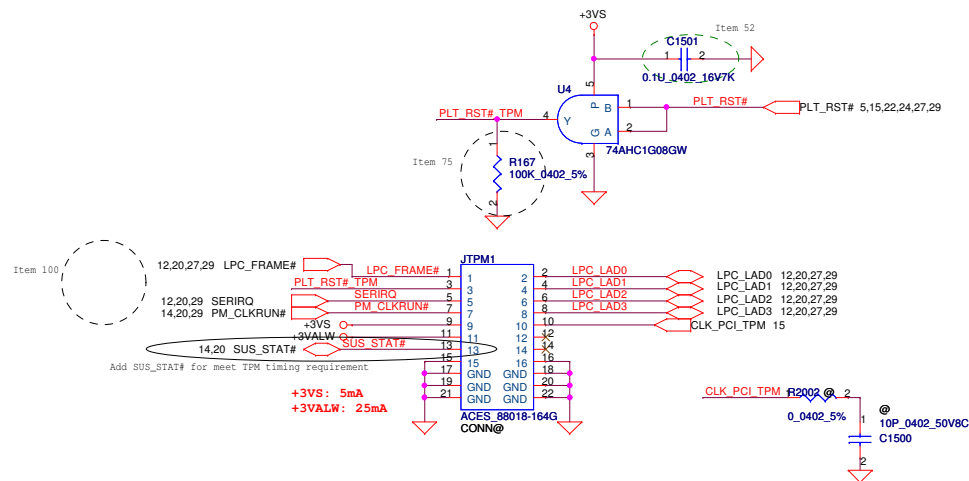 +3VS
Item 52
C1501
1 2
0.1U_0402_16V7K
U4
5
P
B 1
PLT_RST#
PLT_RST# 5,15,22,24,27,29
PLT_RST#_TPM
4
Y
G A 2
74AHC1G08GW
3
Item 75
1
R167
100K_0402_5%
2
Item 100
JTPM1
12,20,27,29 LPC_FRAME#
LPC_FRAME# 1 1 2 2 LPC_LAD0
LPC_LAD0 12,20,27,29
PLT_RST#_TPM 3 3 4 4 LPC_LAD1
LPC_LAD1 12,20,27,29
12,20,29 SERIRQ
SERIRQ 5 5 6 6 LPC_LAD2
LPC_LAD2 12,20,27,29
14,20,29 PM_CLKRUN#
PM_CLKRUN# 7 7 8 8 LPC_LAD3
LPC_LAD3 12,20,27,29
+3VS 9 9 10 10
CLK_PCI_TPM 15
+3VALW 11 11 12 12
14,20 SUS_STAT#
SUS_STAT# 13 13 14 14
15 15 16 16
Add SUS_STAT# for meet TPM timing requirement
17 GND GND 18
19 GND GND 20
21 GND GND 22
+3VS: 5mA
+3VALW: 25mA
ACES_88018-164G
CONN@
CLK_PCI_TPM 1 R2002 @ 2
0_0402_5%
@
1
10P_0402_50V8C
C1500
2